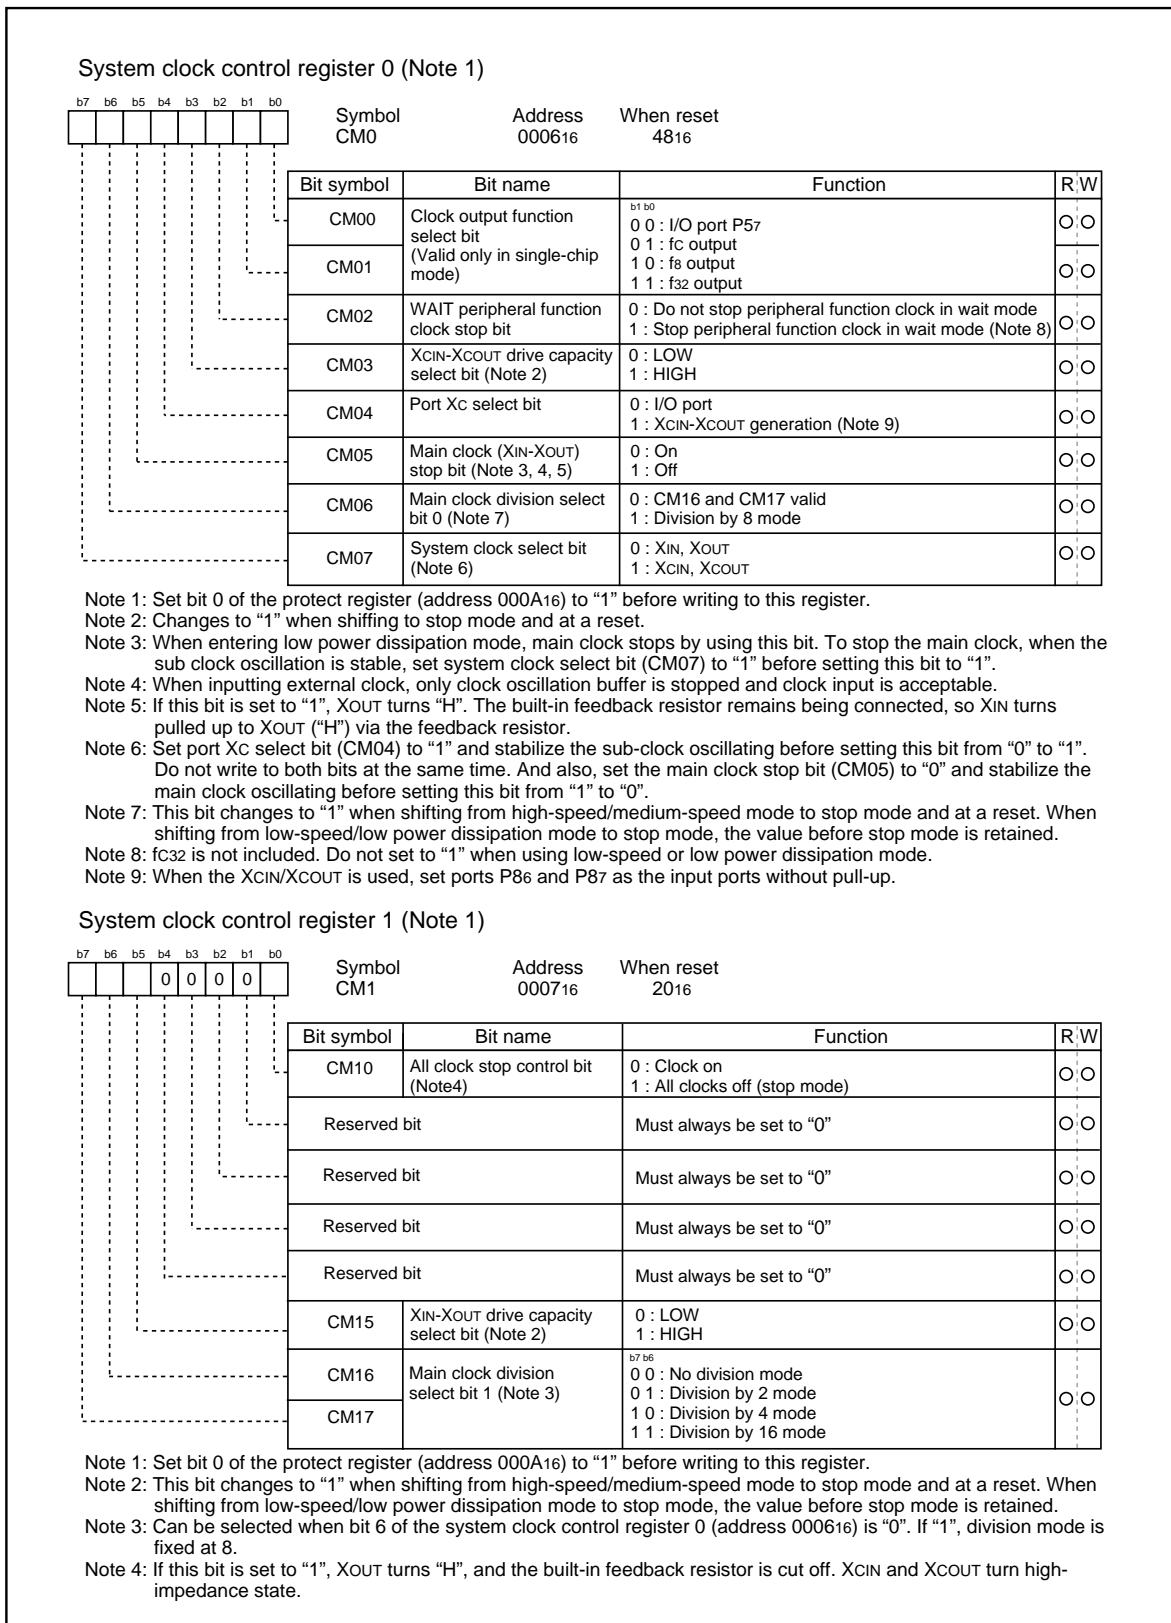 System clock control register 0 (Note 1)
b7 b6 b5 b4 b3 b2 b1 b0
Symbol Address When reset
CM0 000616 4816
Bit symbol Bit name Function R W
CM00 Clock output function select bit (Valid only in single-chip mode)
b1 b0
0 0 : I/O port P57
0 1 : fC output
1 0 : f8 output
1 1 : f32 output
CM01
CM02 WAIT peripheral function clock stop bit
0 : Do not stop peripheral function clock in wait mode
1 : Stop peripheral function clock in wait mode (Note 8)
CM03 XCIN-XCOUT drive capacity select bit (Note 2)
0 : LOW
1 : HIGH
CM04 Port XC select bit
0 : I/O port
1 : XCIN-XCOUT generation (Note 9)
CM05 Main clock (XIN-XOUT) stop bit (Note 3, 4, 5)
0 : On
1 : Off
CM06 Main clock division select bit 0 (Note 7)
0 : CM16 and CM17 valid
1 : Division by 8 mode
CM07 System clock select bit (Note 6)
0 : XIN, XOUT
1 : XCIN, XCOUT
Note 1: Set bit 0 of the protect register (address 000A16) to “1” before writing to this register.
Note 2: Changes to “1” when shiffing to stop mode and at a reset.
Note 3: When entering low power dissipation mode, main clock stops by using this bit. To stop the main clock, when the
sub clock oscillation is stable, set system clock select bit (CM07) to “1” before setting this bit to “1”.
Note 4: When inputting external clock, only clock oscillation buffer is stopped and clock input is acceptable.
Note 5: If this bit is set to “1”, XOUT turns “H”. The built-in feedback resistor remains being connected, so XIN turns
pulled up to XOUT (“H”) via the feedback resistor.
Note 6: Set port XC select bit (CM04) to “1” and stabilize the sub-clock oscillating before setting this bit from “0” to “1”.
Do not write to both bits at the same time. And also, set the main clock stop bit (CM05) to “0” and stabilize the
main clock oscillating before setting this bit from “1” to “0”.
Note 7: This bit changes to “1” when shifting from high-speed/medium-speed mode to stop mode and at a reset. When
shifting from low-speed/low power dissipation mode to stop mode, the value before stop mode is retained.
Note 8: fC32 is not included. Do not set to “1” when using low-speed or low power dissipation mode.
Note 9: When the XCIN/XCOUT is used, set ports P86 and P87 as the input ports without pull-up.
System clock control register 1 (Note 1)
b7 b6 b5 b4 b3 b2 b1 b0
0 0 0 0
Symbol Address When reset
CM1 000716 2016
Bit symbol Bit name Function R W
CM10 All clock stop control bit (Note4)
0 : Clock on
1 : All clocks off (stop mode)
Reserved bit Must always be set to “0”
Reserved bit Must always be set to “0”
Reserved bit Must always be set to “0”
Reserved bit Must always be set to “0”
CM15 XIN-XOUT drive capacity select bit (Note 2)
0 : LOW
1 : HIGH
CM16 Main clock division select bit 1 (Note 3)
b7 b6
0 0 : No division mode
0 1 : Division by 2 mode
1 0 : Division by 4 mode
1 1 : Division by 16 mode
CM17
Note 1: Set bit 0 of the protect register (address 000A16) to “1” before writing to this register.
Note 2: This bit changes to “1” when shifting from high-speed/medium-speed mode to stop mode and at a reset. When
shifting from low-speed/low power dissipation mode to stop mode, the value before stop mode is retained.
Note 3: Can be selected when bit 6 of the system clock control register 0 (address 000616) is “0”. If “1”, division mode is
fixed at 8.
Note 4: If this bit is set to “1”, XOUT turns “H”, and the built-in feedback resistor is cut off. XCIN and XCOUT turn high-
impedance state.